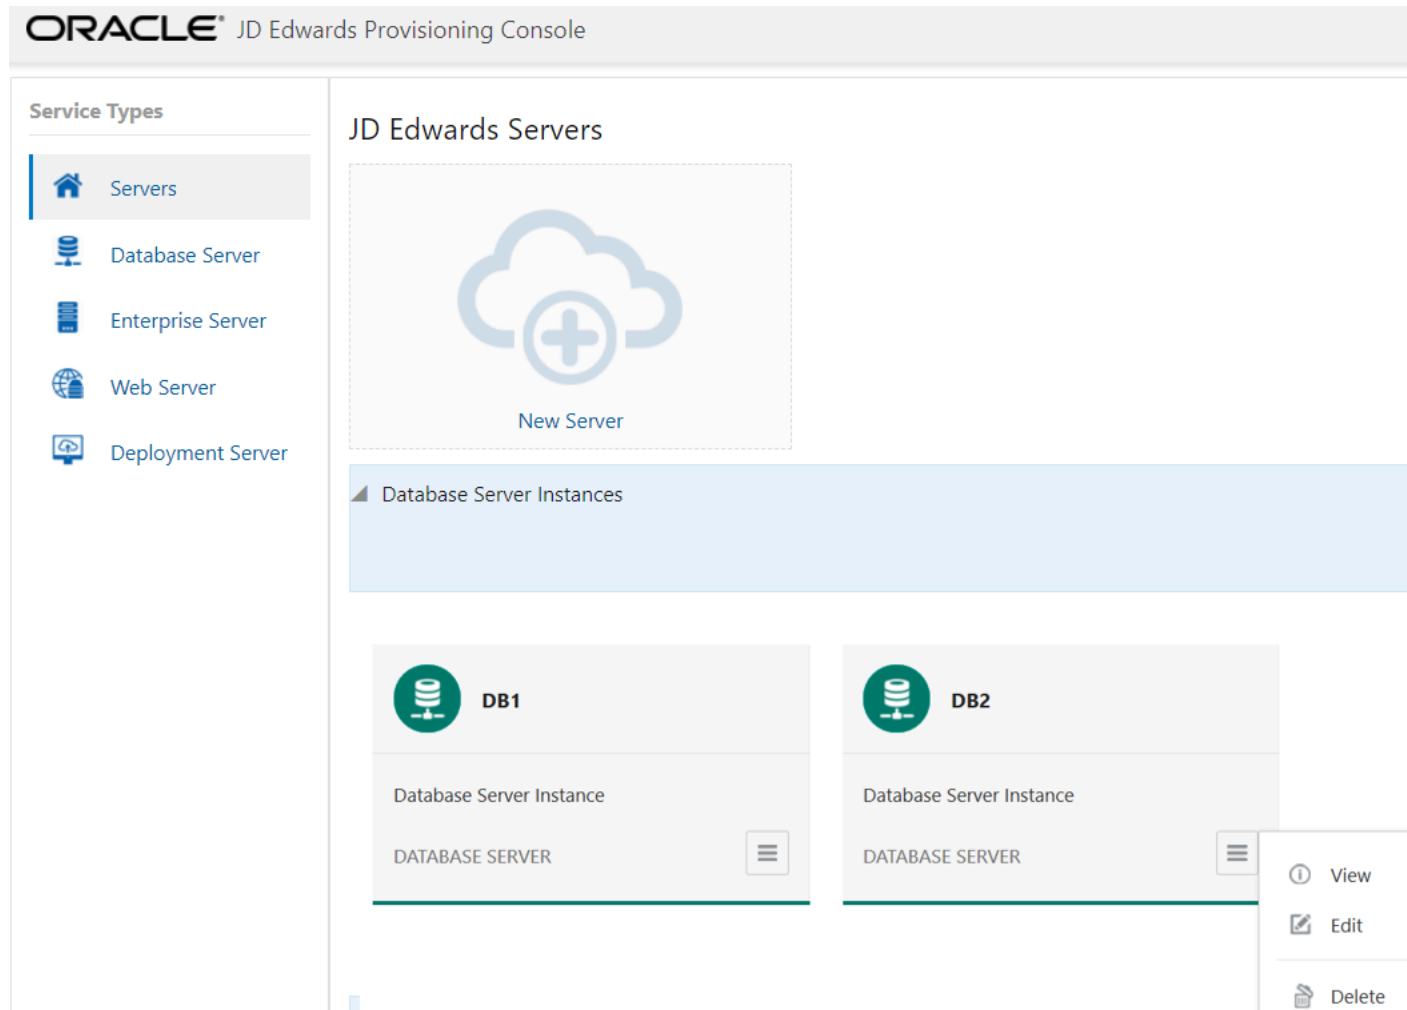 ORACLE® JD Edwards Provisioning Console
Service Types
Servers
Database Server
Enterprise Server
Web Server
Deployment Server
JD Edwards Servers
New Server
Database Server Instances
DB1
Database Server Instance
DATABASE SERVER
DB2
Database Server Instance
DATABASE SERVER
View
Edit
Delete